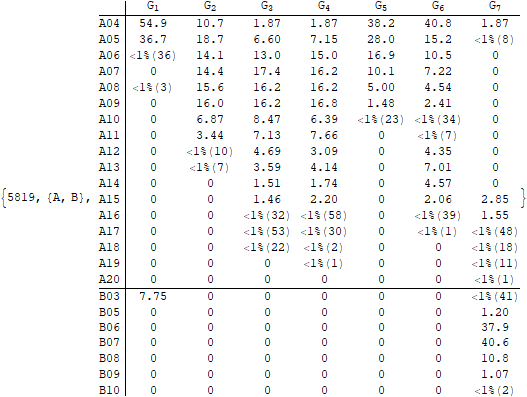 G1 G2 G3 G4 G5 G6 G7
A04 54.9 10.7 1.87 1.87 38.2 40.8 1.87
A05 36.7 18.7 6.60 7.15 28.0 15.2 <1%(8)
A06 <1%(36) 14.1 13.0 15.0 16.9 10.5 0
A07 0 14.4 17.4 16.2 10.1 7.22 0
A08 <1%(3) 15.6 16.2 16.2 5.00 4.54 0
A09 0 16.0 16.2 16.8 1.48 2.41 0
A10 0 6.87 8.47 6.39 <1%(23) <1%(34) 0
A11 0 3.44 7.13 7.66 0 <1%(7) 0
A12 0 <1%(10) 4.69 3.09 0 4.35 0
A13 0 <1%(7) 3.59 4.14 0 7.01 0
A14 0 0 1.51 1.74 0 4.57 0
{5819, {A, B}, A15 0 0 1.46 2.20 0 2.06 2.85 }
A16 0 0 <1%(32) <1%(58) 0 <1%(39) 1.55
A17 0 0 <1%(53) <1%(30) 0 <1%(1) <1%(48)
A18 0 0 <1%(22) <1%(2) 0 0 <1%(18)
A19 0 0 0 <1%(1) 0 0 <1%(11)
A20 0 0 0 0 0 0 <1%(1)
B03 7.75 0 0 0 0 0 <1%(41)
B05 0 0 0 0 0 0 1.20
B06 0 0 0 0 0 0 37.9
B07 0 0 0 0 0 0 40.6
B08 0 0 0 0 0 0 10.8
B09 0 0 0 0 0 0 1.07
B10 0 0 0 0 0 0 <1%(2)